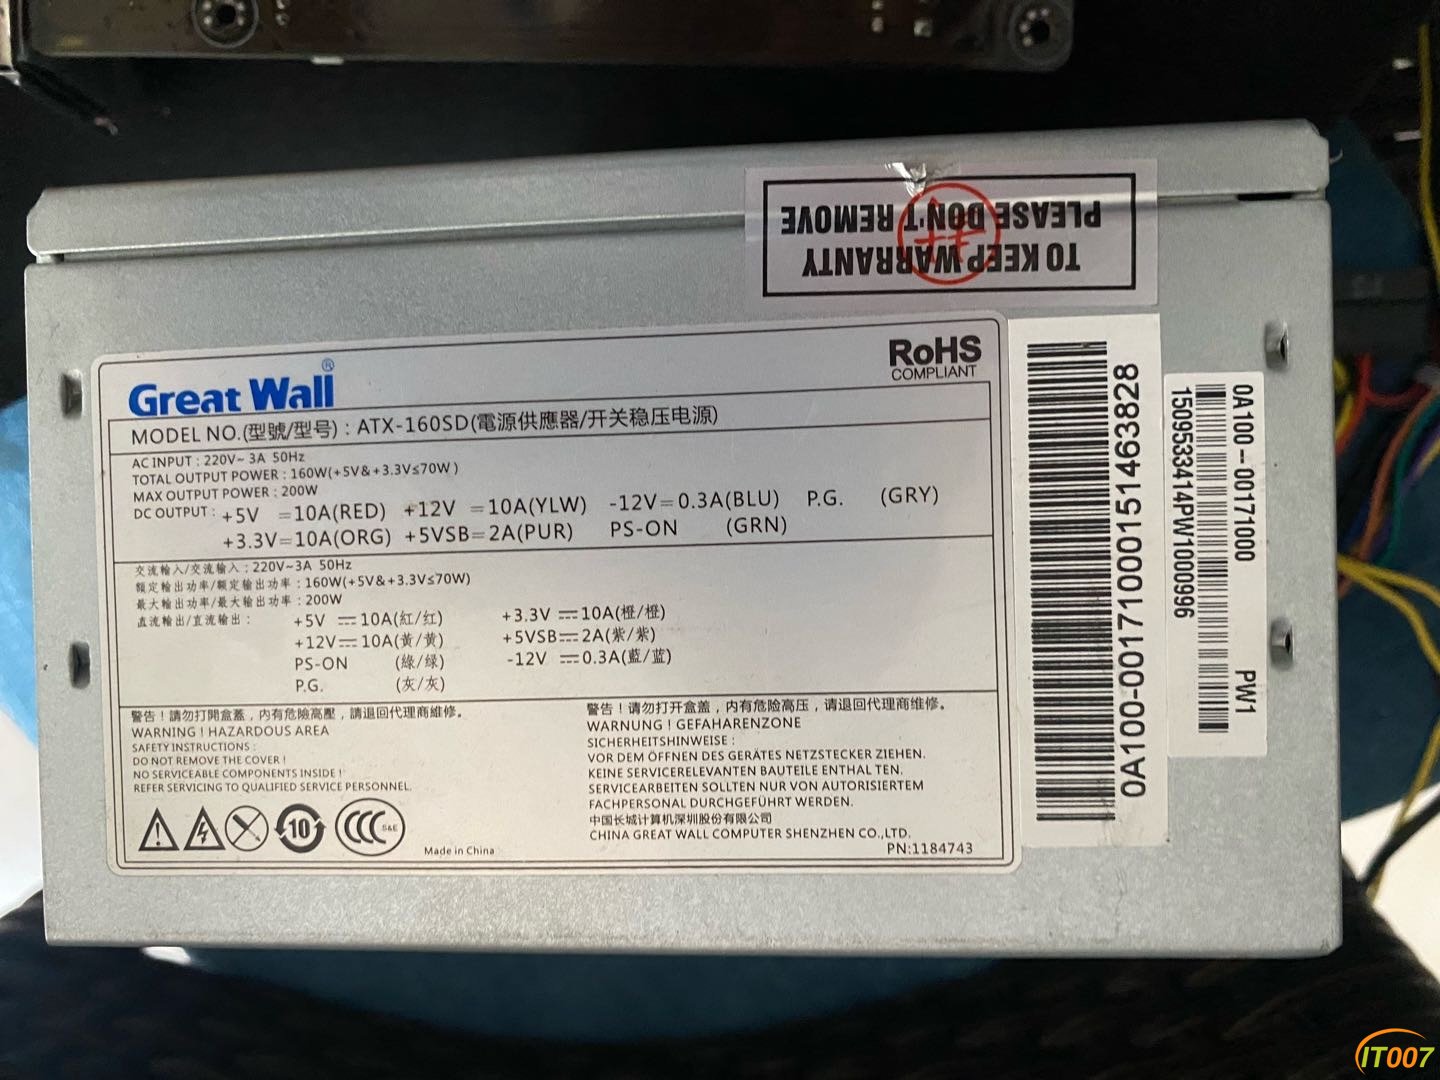 PLEASE DON'T REMOVE
TO KEEP WARRANTY
Great Wall®
RoHS
COMPLIANT
MODEL NO.(型號/型号) : ATX-160SD(電源供應器/开关稳压电源)
AC INPUT : 220V~ 3A 50Hz
TOTAL OUTPUT POWER : 160W(+5V&+3.3V≤70W)
MAX OUTPUT POWER : 200W
DC OUTPUT : +5V =10A(RED) +12V =10A(YLW) -12V=0.3A(BLU) P.G. (GRY)
+3.3V=10A(ORG) +5VSB=2A(PUR) PS-ON (GRN)
交流輸入/交流输入 : 220V~3A 50Hz
額定輸出功率/额定输出功率 : 160W(+5V&+3.3V≤70W)
最大輸出功率/最大输出功率 : 200W
直流輸出/直流输出 : +5V ⎓ 10A(紅/红) +3.3V ⎓ 10A(橙/橙)
+12V ⎓ 10A(黃/黄) +5VSB ⎓ 2A(紫/紫)
PS-ON (綠/绿) -12V ⎓ 0.3A(藍/蓝)
P.G. (灰/灰)
警告！請勿打開盒蓋，内有危險高壓，請退回代理商維修。
WARNING ! HAZARDOUS AREA
SAFETY INSTRUCTIONS :
DO NOT REMOVE THE COVER !
NO SERVICEABLE COMPONENTS INSIDE !
REFER SERVICING TO QUALIFIED SERVICE PERSONNEL.
警告！请勿打开盒盖，内有危险高压，请退回代理商维修。
WARNUNG ! GEFAHARENZONE
SICHERHEITSHINWEISE :
VOR DEM ÖFFNEN DES GERÄTES NETZSTECKER ZIEHEN.
KEINE SERVICERELEVANTEN BAUTEILE ENTHAL TEN.
SERVICEARBEITEN SOLLTEN NUR VON AUTORISIERTEM
FACHPERSONAL DURCHGEFÜHRT WERDEN.
中国长城计算机深圳股份有限公司
CHINA GREAT WALL COMPUTER SHENZHEN CO.,LTD.
PN:1184743
10
CCC S&E
Made in China
0A100-00171000151463828
0A100--00171000 PW1
1509533414PW1000996
IT007